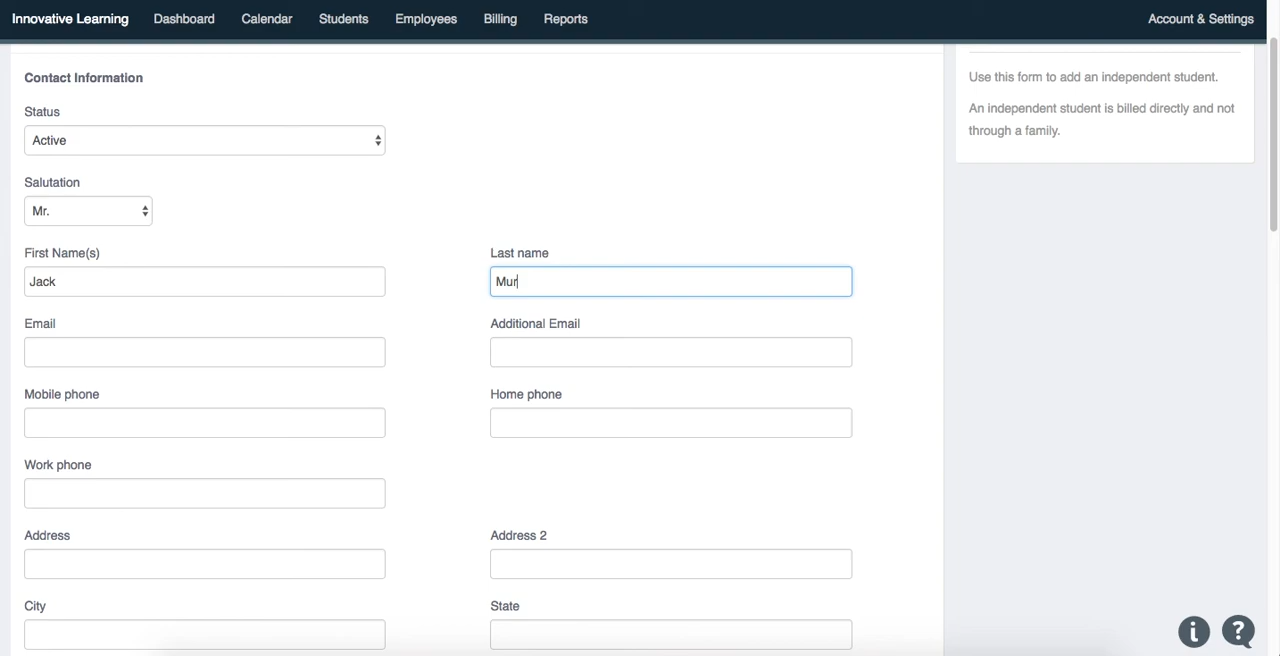 Innovative Learning Dashboard Calendar Students Employees Billing Reports Account & Settings
Contact Information
Status
Active
Salutation
Mr.
First Name(s) Last name
Jack Mur
Email Additional Email
Mobile phone Home phone
Work phone
Address Address 2
City State
Use this form to add an independent student.
An independent student is billed directly and not
through a family.
i ?